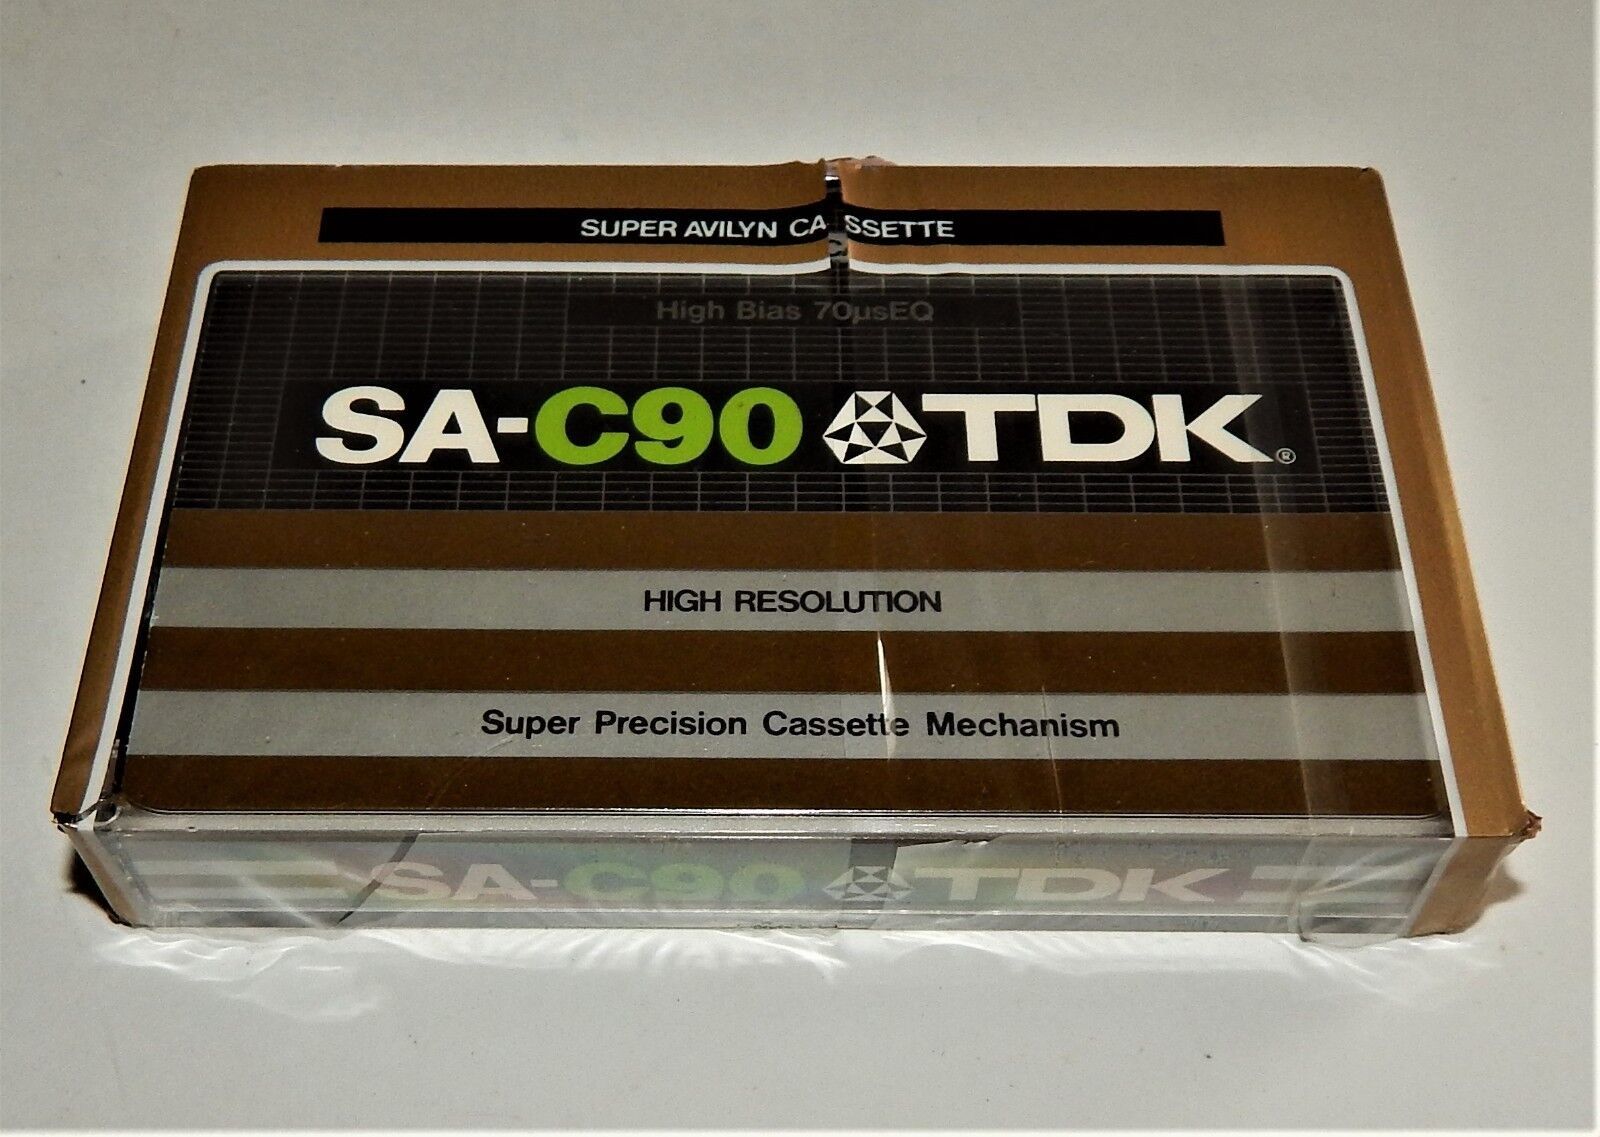 SUPER AVILYN CASSETTE
High Bias 70µsEQ
SA-C90 TDK®
HIGH RESOLUTION
Super Precision Cassette Mechanism
SA-C90 TDK